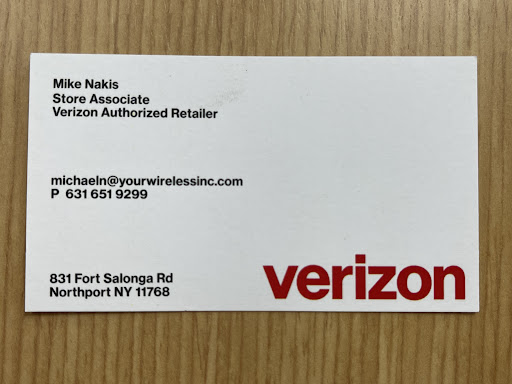 Mike Nakis
Store Associate
Verizon Authorized Retailer
michaeln@yourwirelessinc.com
P 631 651 9299
831 Fort Salonga Rd
Northport NY 11768
verizon